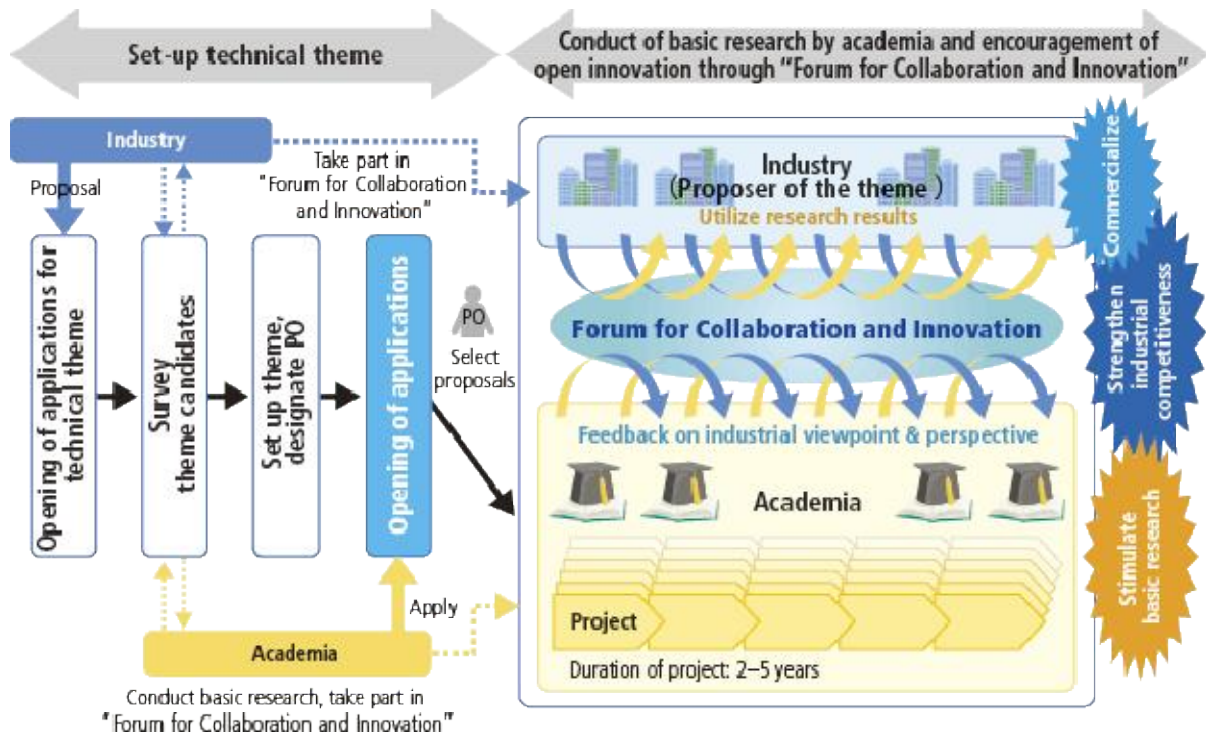 Set-up technical theme
Conduct of basic research by academia and encouragement of
open innovation through "Forum for Collaboration and Innovation"
Industry
Proposal
Take part in
"Forum for Collaboration
and Innovation"
Opening of applications for
technical theme
Survey
theme candidates
Set up theme,
designate PO
Opening of applications
PO
Select
proposals
Apply
Academia
Conduct basic research, take part in
"Forum for Collaboration and Innovation"
Industry
(Proposer of the theme )
Utilize research results
Forum for Collaboration and Innovation
Feedback on industrial viewpoint & perspective
Academia
Project
Duration of project: 2–5 years
"Commercialize
Strengthen
industrial
competitiveness
Stimulate
basic research